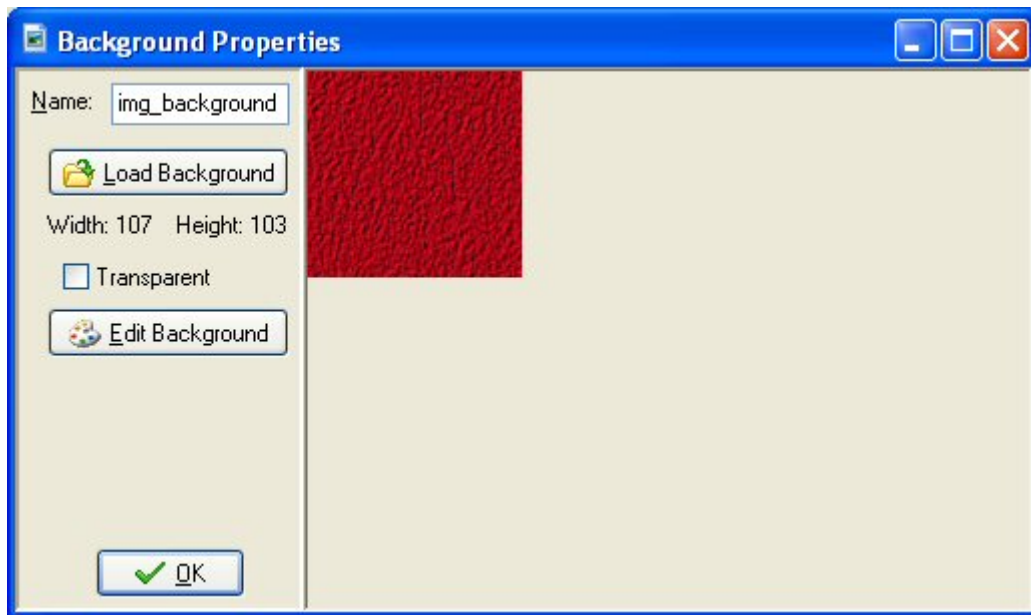 Background Properties
Name: img_background
Load Background
Width: 107 Height: 103
Transparent
Edit Background
OK